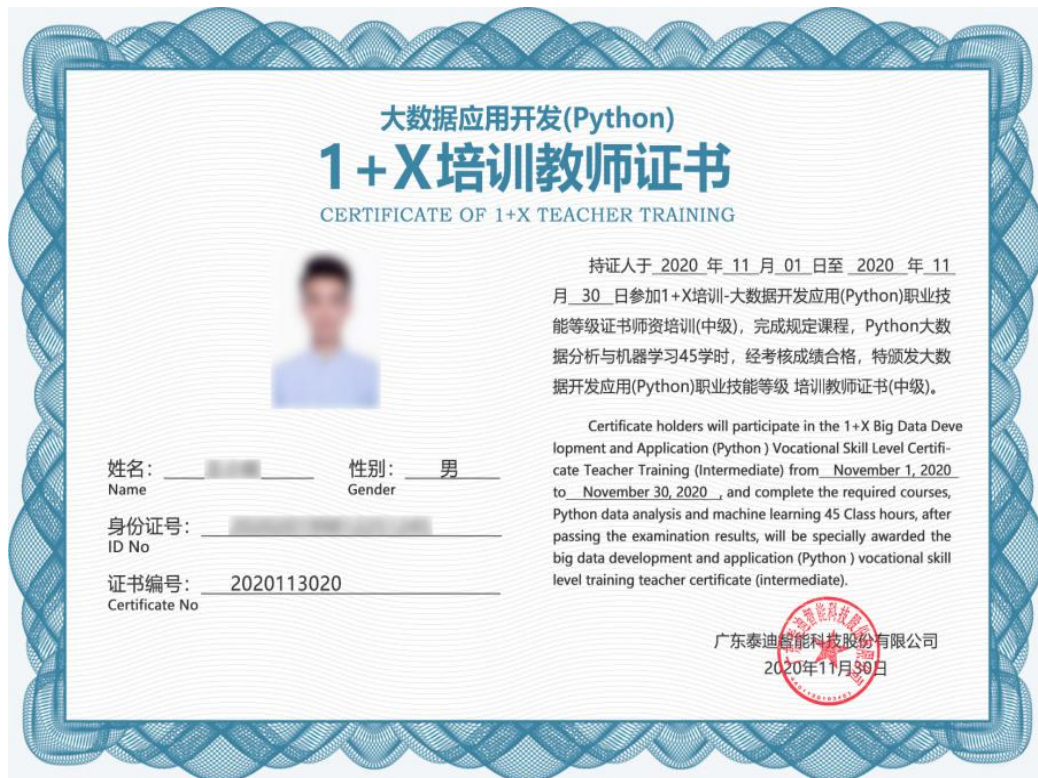 大数据应用开发(Python)
1+X培训教师证书
CERTIFICATE OF 1+X TEACHER TRAINING
持证人于 2020 年 11 月 01 日至 2020 年 11
月 30 日参加1+X培训-大数据开发应用(Python)职业技
能等级证书师资培训(中级)，完成规定课程，Python大数
据分析与机器学习45学时，经考核成绩合格，特颁发大数
据开发应用(Python)职业技能等级 培训教师证书(中级)。
Certificate holders will participate in the 1+X Big Data Deve
lopment and Application (Python ) Vocational Skill Level Certifi-
cate Teacher Training (Intermediate) from November 1, 2020
to November 30, 2020 , and complete the required courses,
Python data analysis and machine learning 45 Class hours, after
passing the examination results, will be specially awarded the
big data development and application (Python ) vocational skill
level training teacher certificate (intermediate).
姓名： 性别： 男
Name Gender
身份证号：
ID No
证书编号： 2020113020
Certificate No
广东泰迪智能科技股份有限公司
2020年11月30日